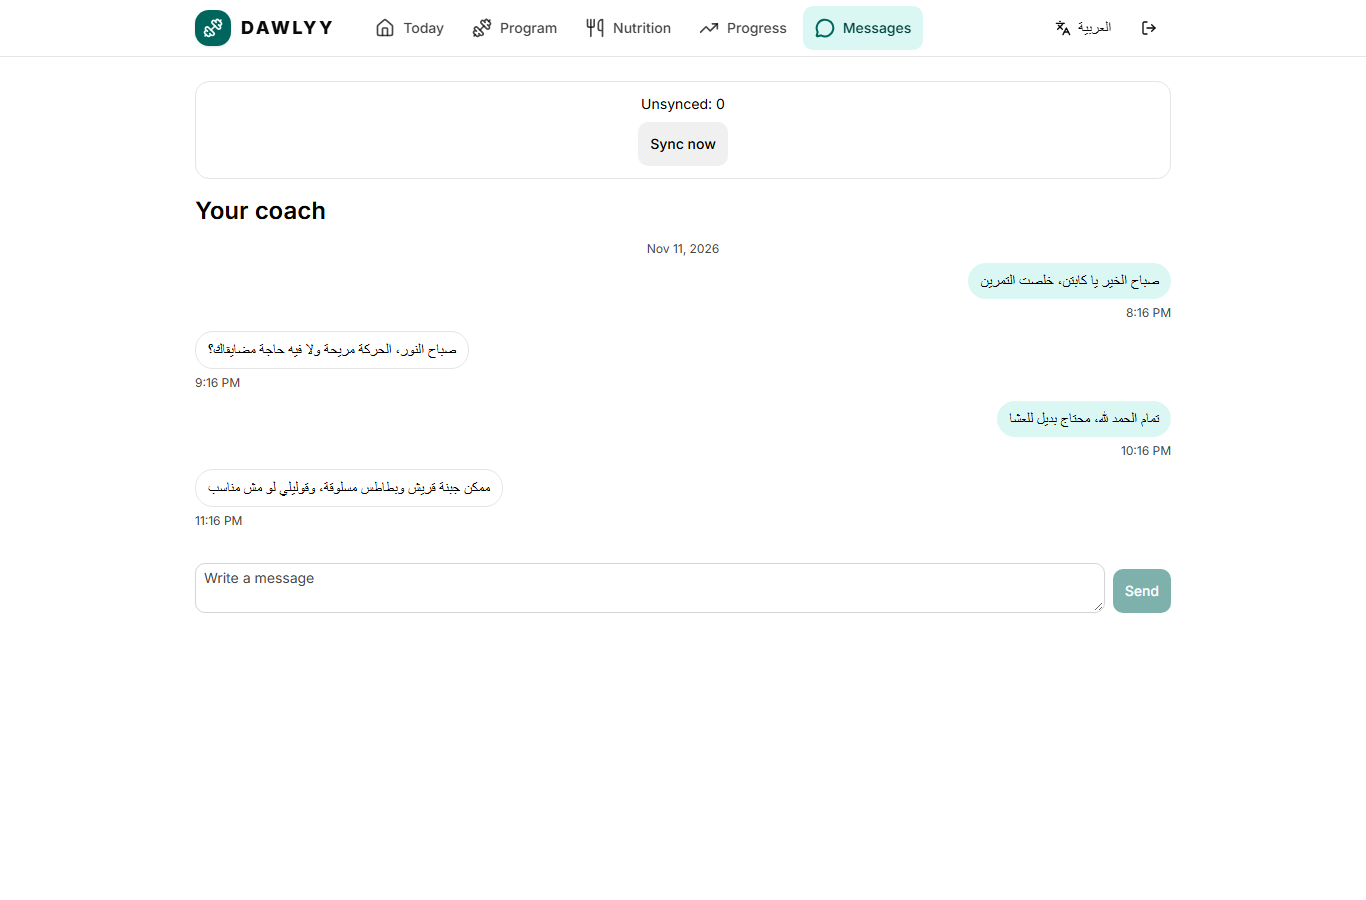 DAWLYY
Today
Program
Nutrition
Progress
Messages
العربية
Unsynced: 0
Sync now
Your coach
Nov 11, 2026
صباح الخير يا كابتن، خلصت التمرين
8:16 PM
صباح النور، الحركة مريحة ولا فيه حاجة مضايقاك؟
9:16 PM
تمام الحمد لله، محتاج بديل للعشا
10:16 PM
ممكن جبنة قريش وبطاطس مسلوقة، وقوليلي لو مش مناسب
11:16 PM
Write a message
Send